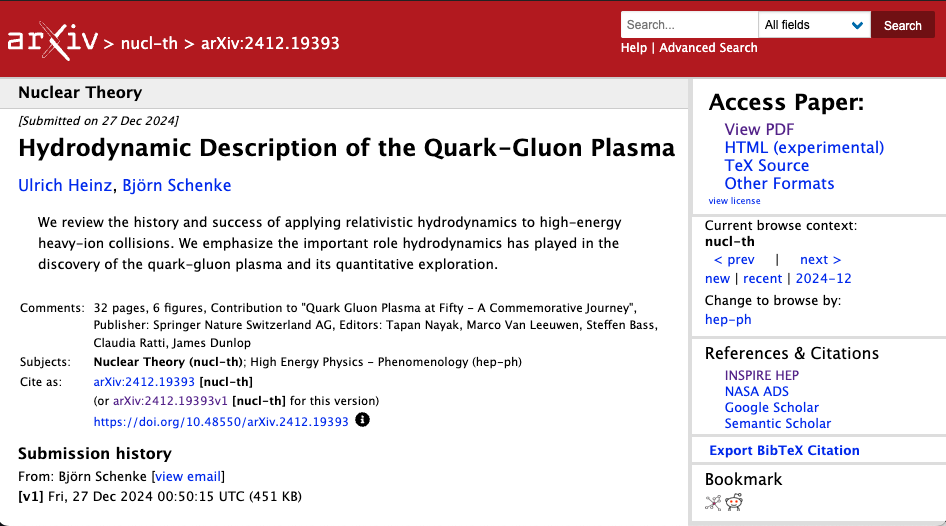 arXiv > nucl-th > arXiv:2412.19393
Search...
All fields
Search
Help | Advanced Search
Nuclear Theory
[Submitted on 27 Dec 2024]
Hydrodynamic Description of the Quark-Gluon Plasma
Ulrich Heinz, Björn Schenke
We review the history and success of applying relativistic hydrodynamics to high-energy
heavy-ion collisions. We emphasize the important role hydrodynamics has played in the
discovery of the quark-gluon plasma and its quantitative exploration.
Comments: 32 pages, 6 figures, Contribution to "Quark Gluon Plasma at Fifty - A Commemorative Journey",
Publisher: Springer Nature Switzerland AG, Editors: Tapan Nayak, Marco Van Leeuwen, Steffen Bass,
Claudia Ratti, James Dunlop
Subjects: Nuclear Theory (nucl-th); High Energy Physics - Phenomenology (hep-ph)
Cite as: arXiv:2412.19393 [nucl-th]
(or arXiv:2412.19393v1 [nucl-th] for this version)
https://doi.org/10.48550/arXiv.2412.19393
Submission history
From: Björn Schenke [view email]
[v1] Fri, 27 Dec 2024 00:50:15 UTC (451 KB)
Access Paper:
View PDF
HTML (experimental)
TeX Source
Other Formats
view license
Current browse context:
nucl-th
< prev | next >
new | recent | 2024-12
Change to browse by:
hep-ph
References & Citations
INSPIRE HEP
NASA ADS
Google Scholar
Semantic Scholar
Export BibTeX Citation
Bookmark